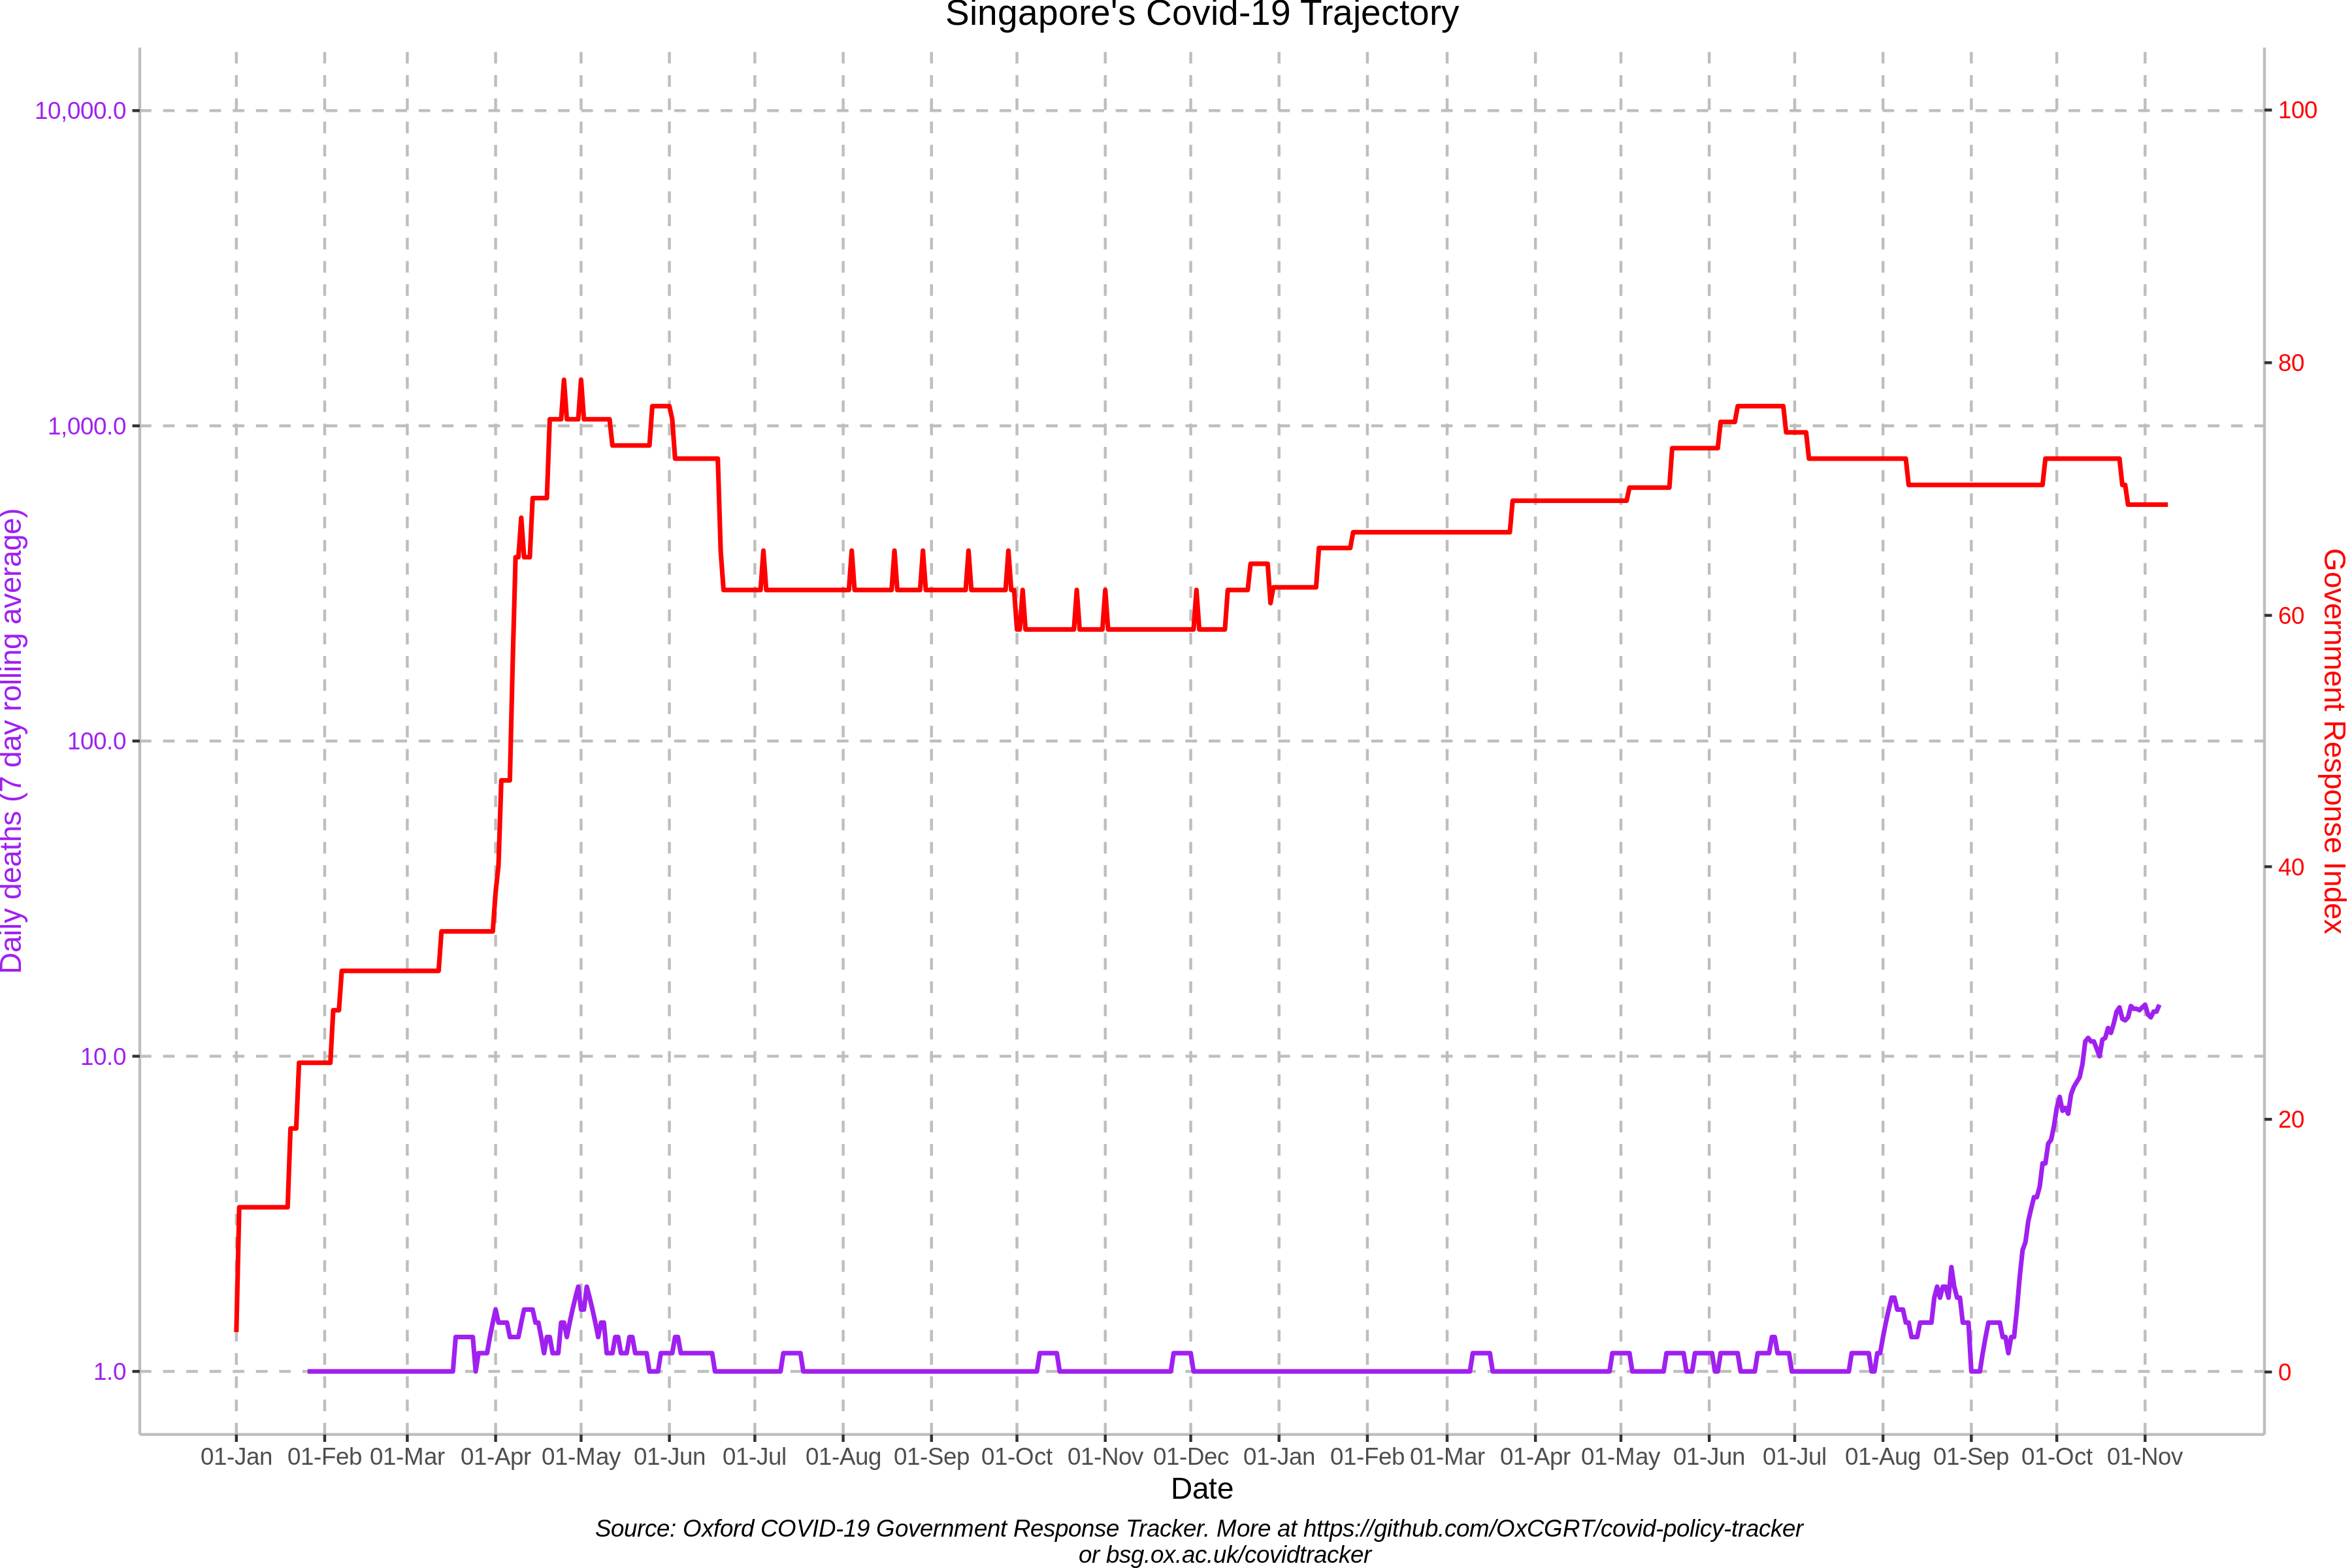 Singapore's Covid-19 Trajectory
10,000.0
1,000.0
100.0
10.0
1.0
Daily deaths (7 day rolling average)
100
80
60
40
20
0
Government Response Index
01-Jan 01-Feb 01-Mar 01-Apr 01-May 01-Jun 01-Jul 01-Aug 01-Sep 01-Oct 01-Nov 01-Dec 01-Jan 01-Feb 01-Mar 01-Apr 01-May 01-Jun 01-Jul 01-Aug 01-Sep 01-Oct 01-Nov
Date
Source: Oxford COVID-19 Government Response Tracker. More at https://github.com/OxCGRT/covid-policy-tracker
or bsg.ox.ac.uk/covidtracker